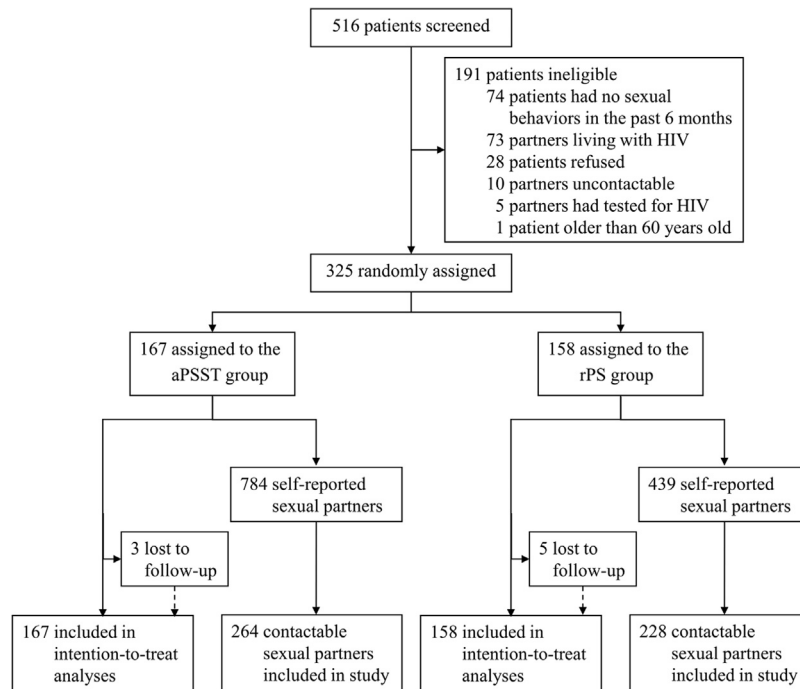 516 patients screened
191 patients ineligible
74 patients had no sexual
behaviors in the past 6 months
73 partners living with HIV
28 patients refused
10 partners uncontactable
5 partners had tested for HIV
1 patient older than 60 years old
325 randomly assigned
167 assigned to the
aPSST group
158 assigned to the
rPS group
784 self-reported
sexual partners
439 self-reported
sexual partners
3 lost to
follow-up
5 lost to
follow-up
167 included in
intention-to-treat
analyses
264 contactable
sexual partners
included in study
158 included in
intention-to-treat
analyses
228 contactable
sexual partners
included in study